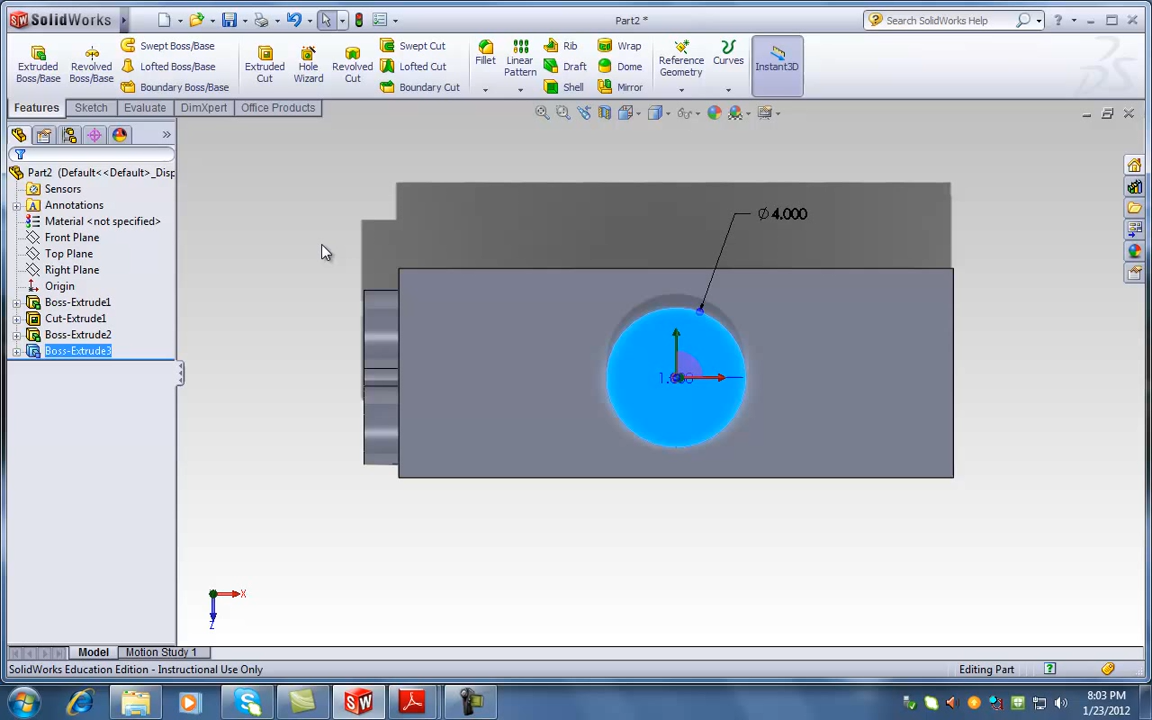 SolidWorks
Part2 *
Search SolidWorks Help
Extruded Boss/Base
Revolved Boss/Base
Swept Boss/Base
Lofted Boss/Base
Boundary Boss/Base
Extruded Cut
Hole Wizard
Revolved Cut
Swept Cut
Lofted Cut
Boundary Cut
Fillet
Linear Pattern
Rib
Draft
Shell
Wrap
Dome
Mirror
Reference Geometry
Curves
Instant3D
Features
Sketch
Evaluate
DimXpert
Office Products
Part2 (Default<<Default>_Disp
Sensors
Annotations
Material <not specified>
Front Plane
Top Plane
Right Plane
Origin
Boss-Extrude1
Cut-Extrude1
Boss-Extrude2
Boss-Extrude3
Ø4.000
X
Z
Model
Motion Study 1
SolidWorks Education Edition - Instructional Use Only
Editing Part
8:03 PM
1/23/2012